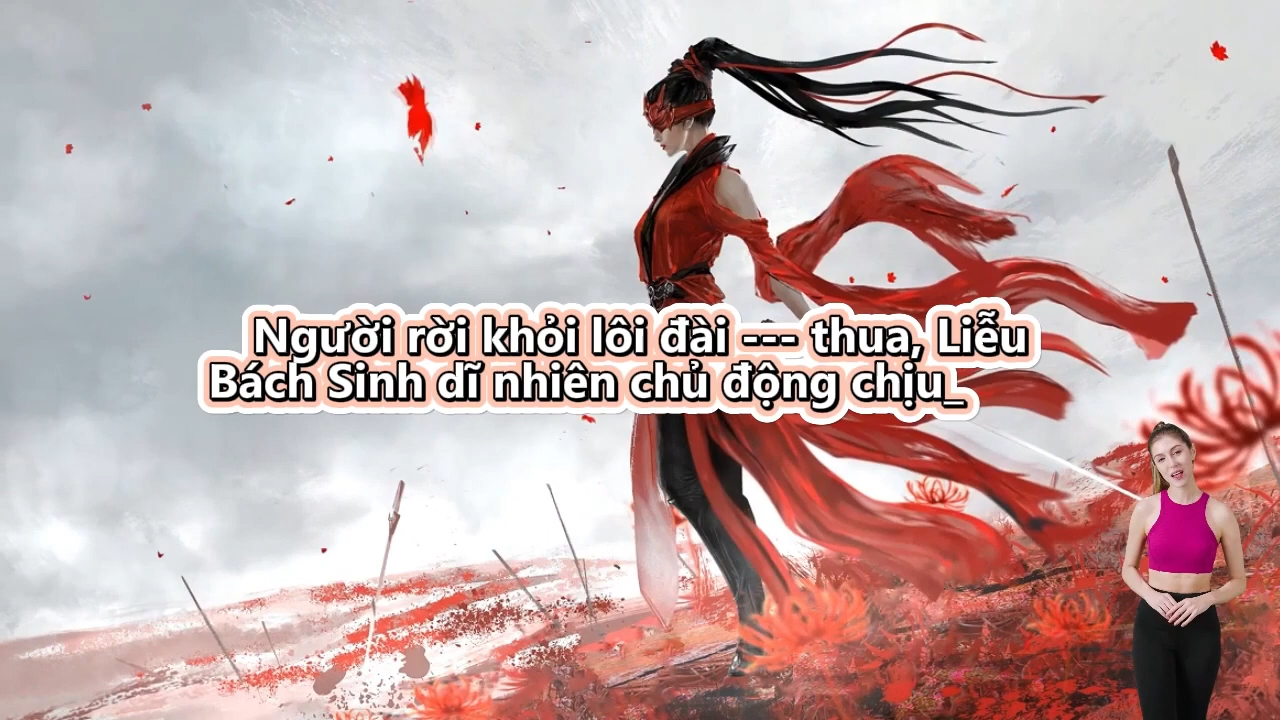 Người rời khỏi lôi đài --- thua, Liễu
Bách Sinh dĩ nhiên chủ động chịu_